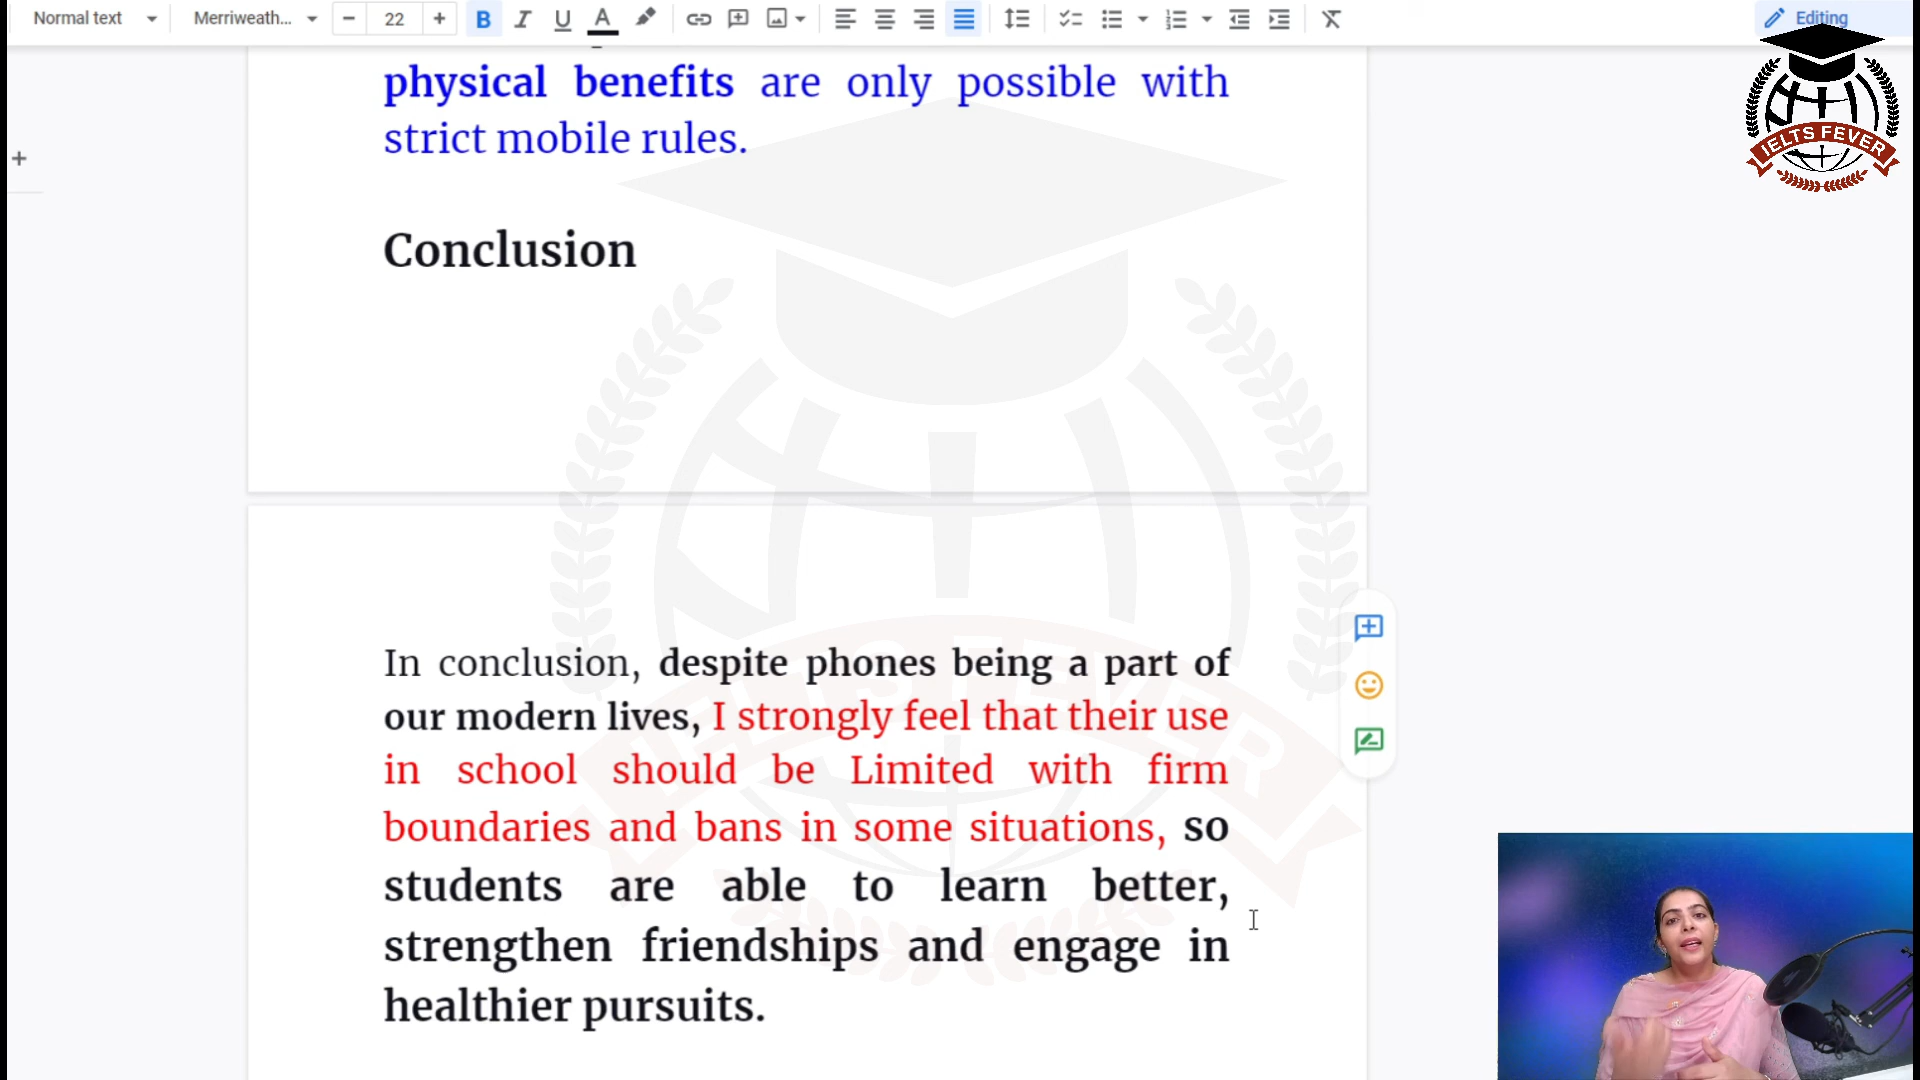 Normal text
Merriweath...
22
B
I
U
A
Editing
IELTS FEVER
physical benefits are only possible with
strict mobile rules.
Conclusion
In conclusion, despite phones being a part of
our modern lives, I strongly feel that their use
in school should be Limited with firm
boundaries and bans in some situations, so
students are able to learn better,
strengthen friendships and engage in
healthier pursuits.
IELTS FEVER